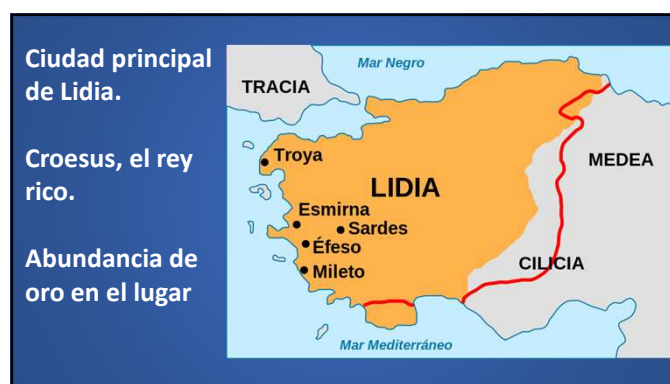 Ciudad principal
de Lidia.
Croesus, el rey
rico.
Abundancia de
oro en el lugar
Mar Negro
TRACIA
MEDEA
Troya
LIDIA
Esmirna
Sardes
Éfeso
CILICIA
Mileto
Mar Mediterráneo